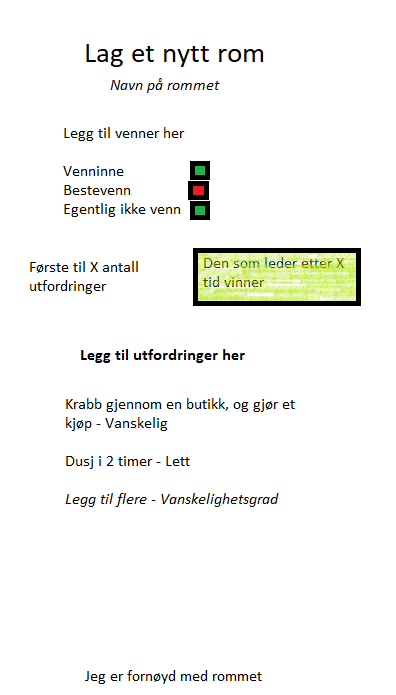 Lag et nytt rom
Navn på rommet
Legg til venner her
Venninne
Bestevenn
Egentlig ikke venn
Første til X antall
utfordringer
Den som leder etter X
tid vinner
Legg til utfordringer her
Krabb gjennom en butikk, og gjør et
kjøp - Vanskelig
Dusj i 2 timer - Lett
Legg til flere - Vanskelighetsgrad
Jeg er fornøyd med rommet